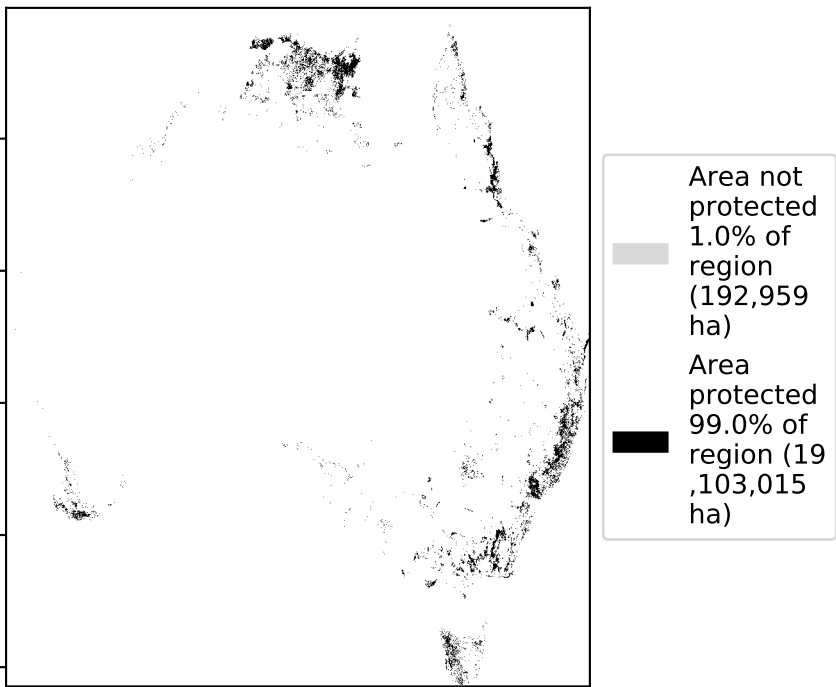 Area not
protected
1.0% of
region
(192,959
ha)
Area
protected
99.0% of
region (19
,103,015
ha)